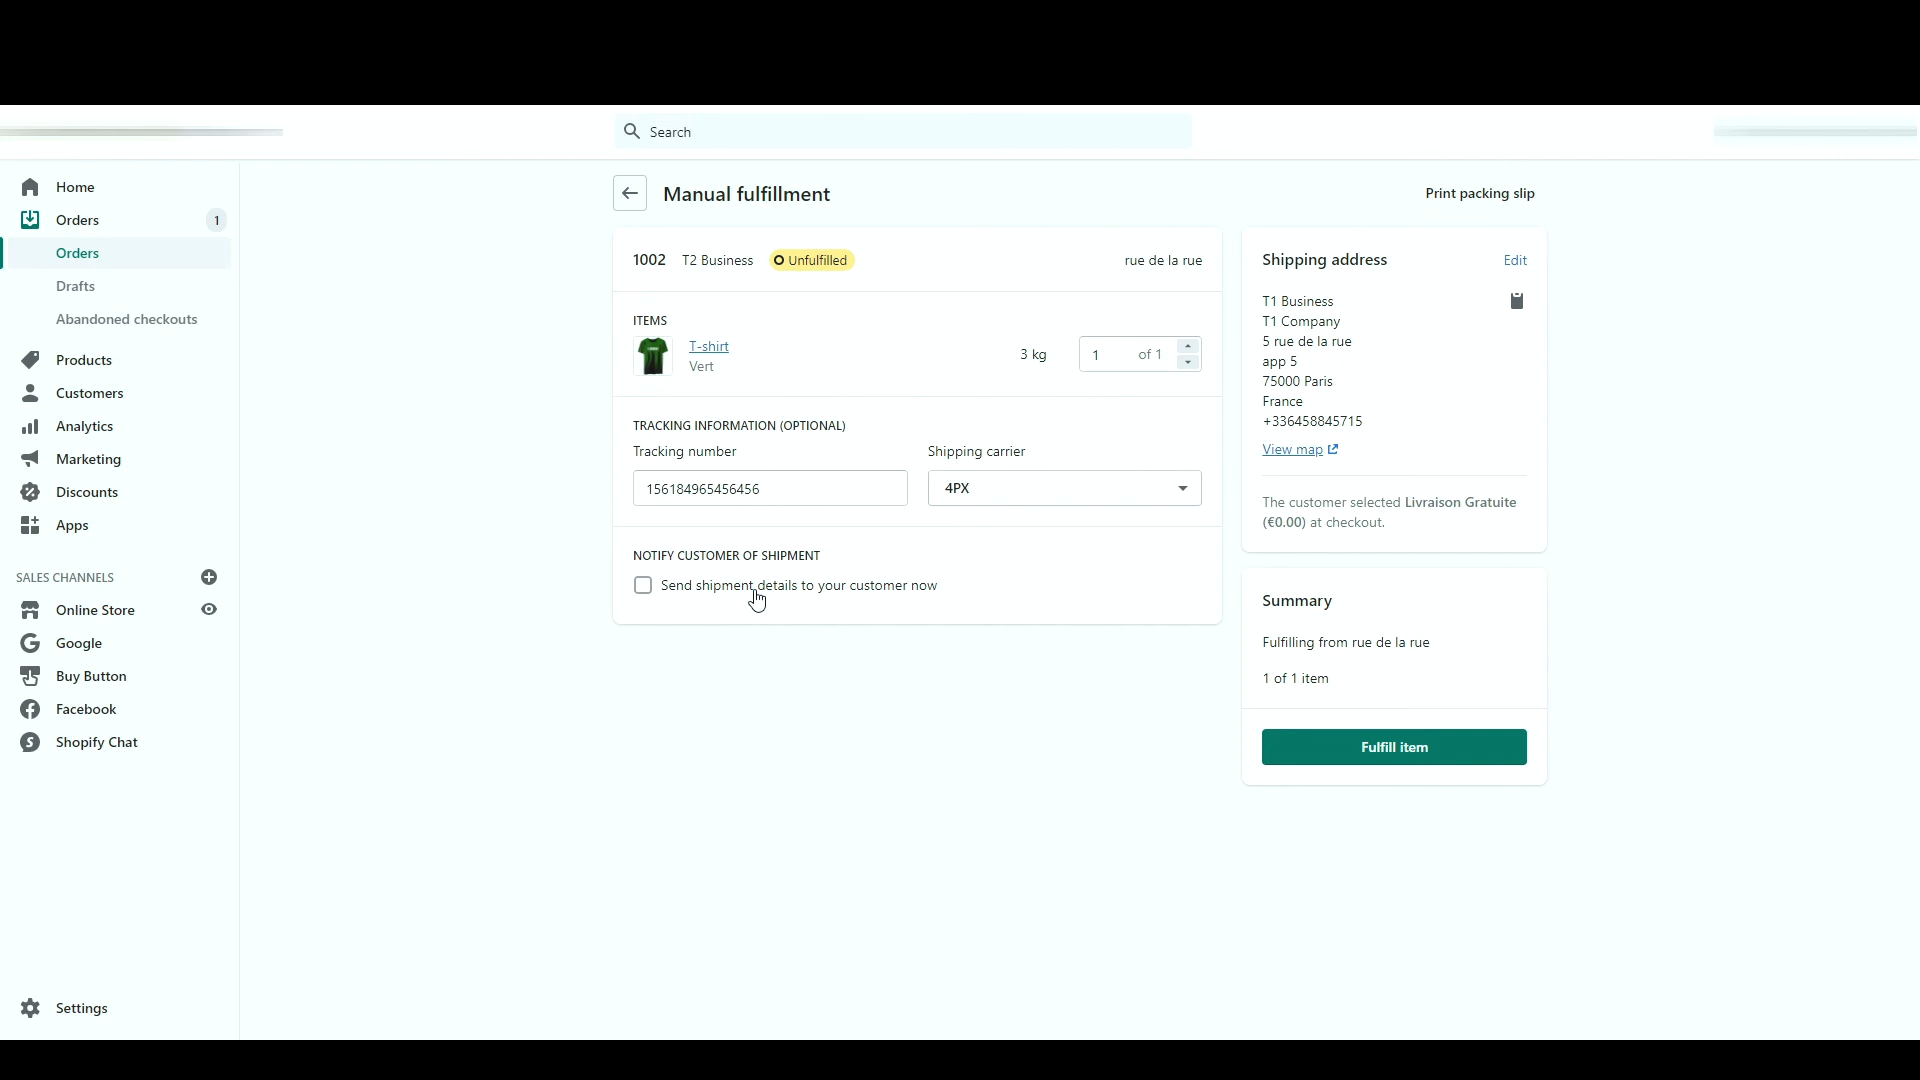 Search
Home
Orders 1
Orders
Drafts
Abandoned checkouts
Products
Customers
Analytics
Marketing
Discounts
Apps
SALES CHANNELS
Online Store
Google
Buy Button
Facebook
Shopify Chat
Settings
Manual fulfillment
Print packing slip
1002 T2 Business Unfulfilled rue de la rue
ITEMS
T-shirt
Vert
3 kg 1 of 1
TRACKING INFORMATION (OPTIONAL)
Tracking number Shipping carrier
156184965456456 4PX
NOTIFY CUSTOMER OF SHIPMENT
Send shipment details to your customer now
Shipping address Edit
T1 Business
T1 Company
5 rue de la rue
app 5
75000 Paris
France
+336458845715
View map
The customer selected Livraison Gratuite
(€0.00) at checkout.
Summary
Fulfilling from rue de la rue
1 of 1 item
Fulfill item